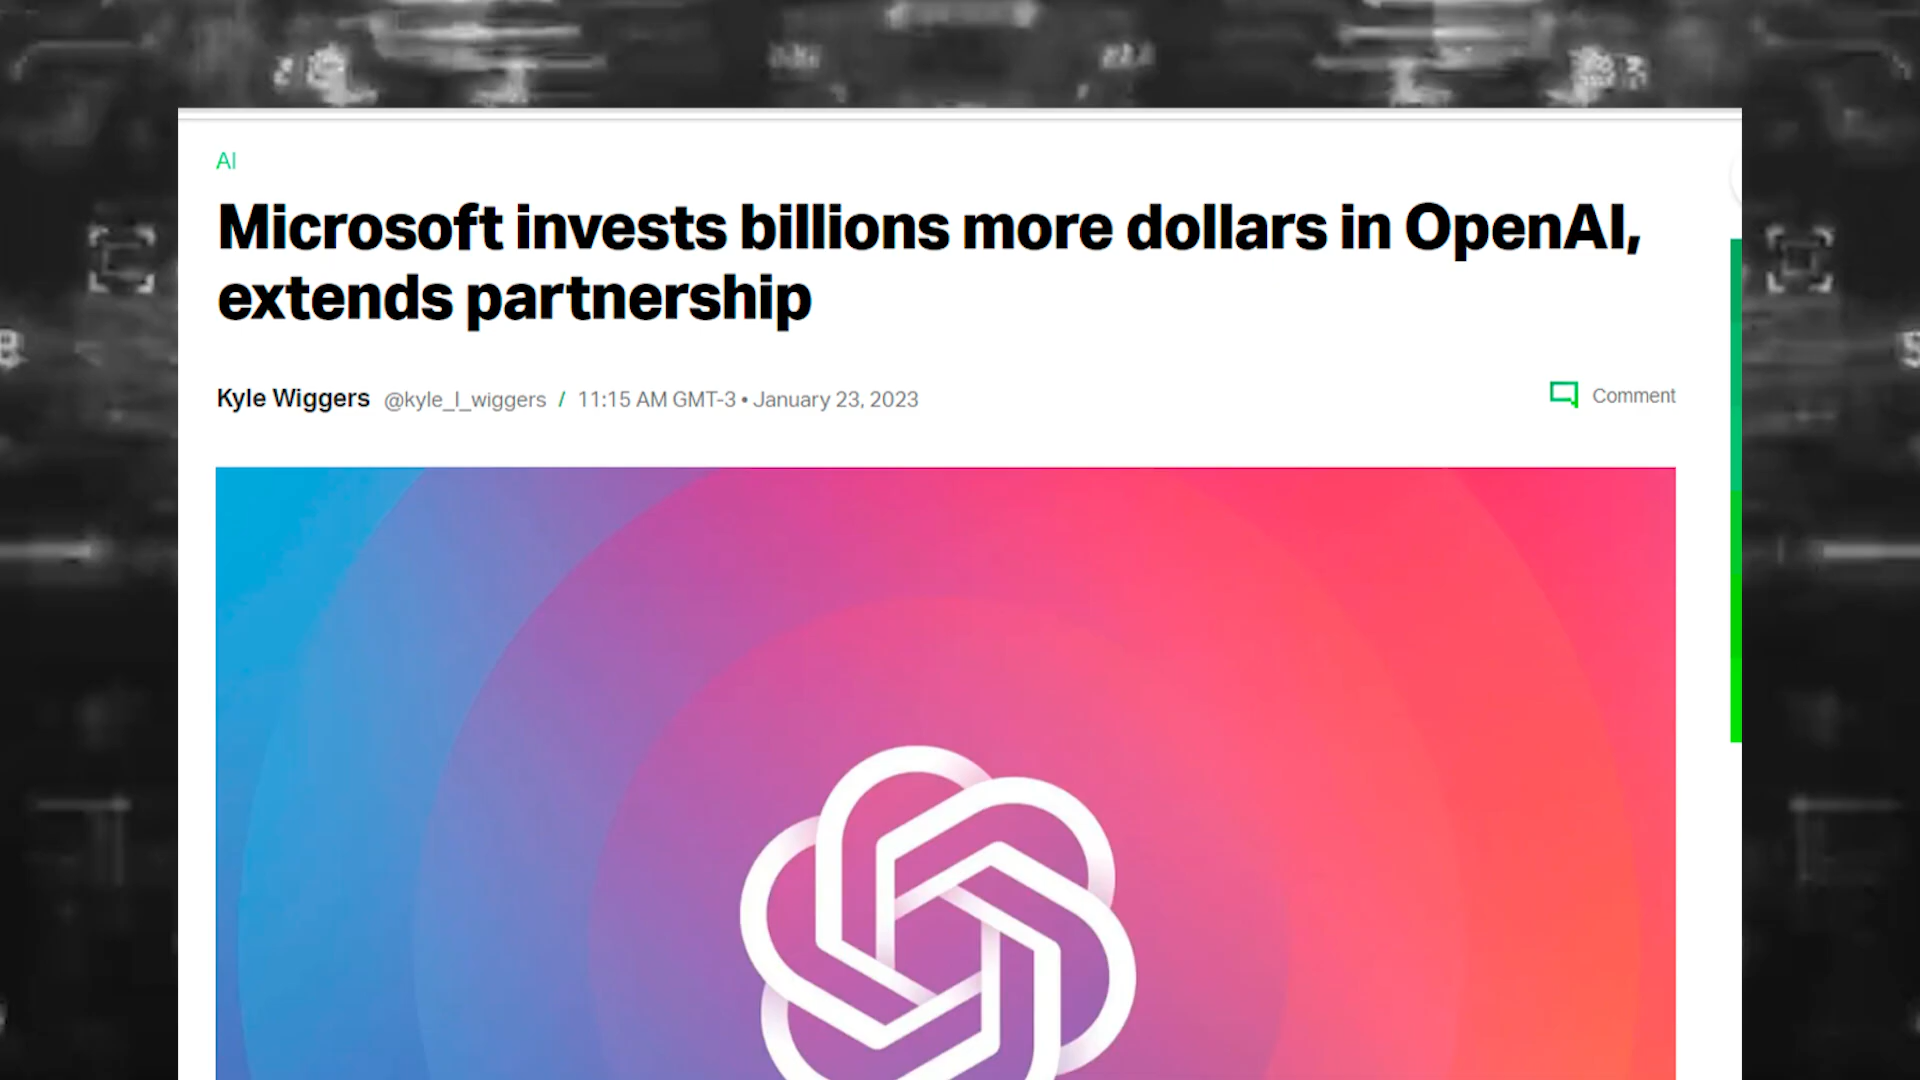 AI
Microsoft invests billions more dollars in OpenAI,
extends partnership
Kyle Wiggers @kyle_l_wiggers / 11:15 AM GMT-3 • January 23, 2023
Comment